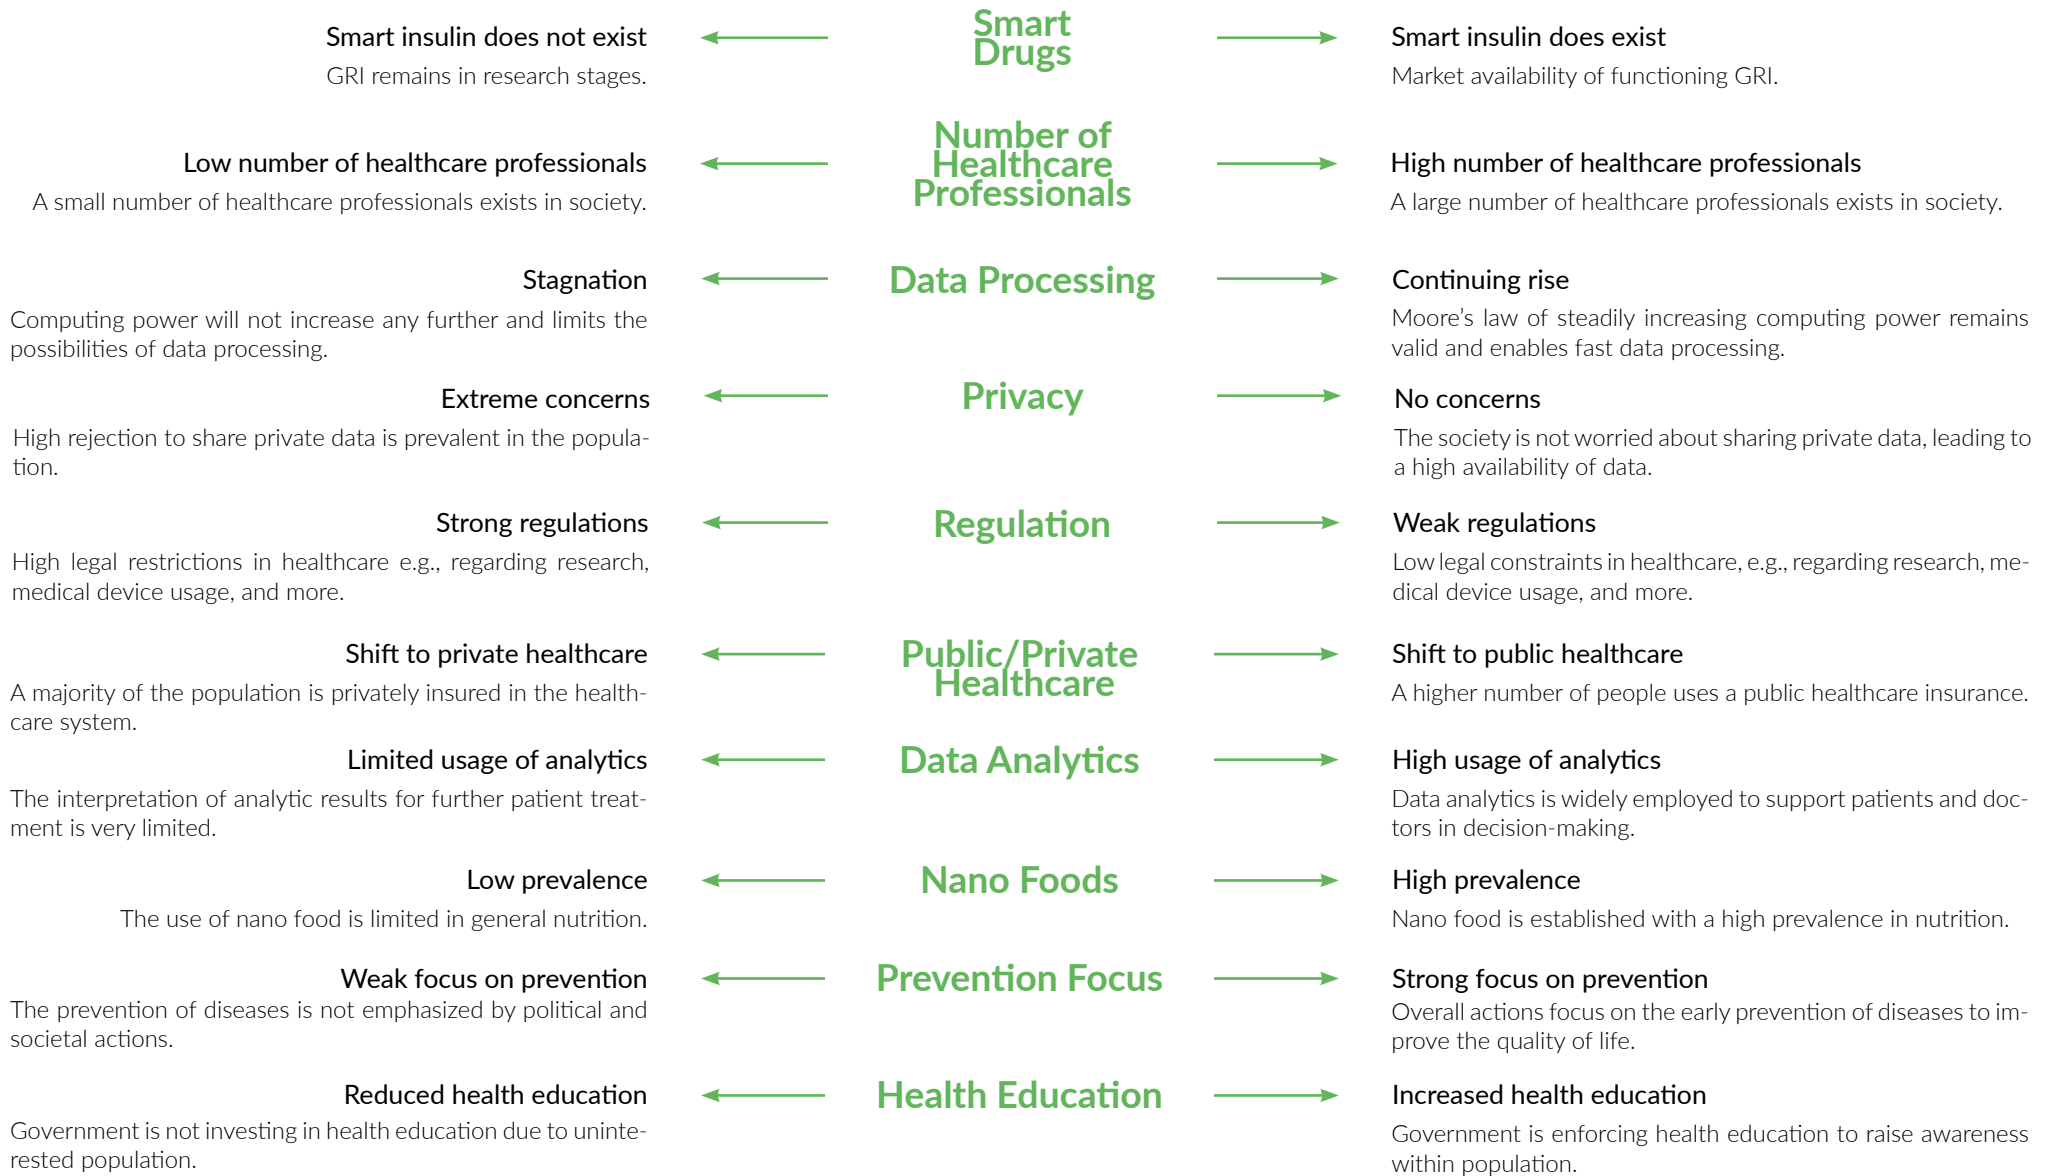 Smart
Drugs
Smart insulin does not exist
GRI remains in research stages.
Smart insulin does exist
Market availability of functioning GRI.
Number of
Healthcare
Professionals
Low number of healthcare professionals
A small number of healthcare professionals exists in society.
High number of healthcare professionals
A large number of healthcare professionals exists in society.
Data Processing
Stagnation
Computing power will not increase any further and limits the
possibilities of data processing.
Continuing rise
Moore's law of steadily increasing computing power remains
valid and enables fast data processing.
Privacy
Extreme concerns
High rejection to share private data is prevalent in the popula-
tion.
No concerns
The society is not worried about sharing private data, leading to
a high availability of data.
Regulation
Strong regulations
High legal restrictions in healthcare e.g., regarding research,
medical device usage, and more.
Weak regulations
Low legal constraints in healthcare, e.g., regarding research, me-
dical device usage, and more.
Public/Private
Healthcare
Shift to private healthcare
A majority of the population is privately insured in the health-
care system.
Shift to public healthcare
A higher number of people uses a public healthcare insurance.
Data Analytics
Limited usage of analytics
The interpretation of analytic results for further patient treat-
ment is very limited.
High usage of analytics
Data analytics is widely employed to support patients and doc-
tors in decision-making.
Nano Foods
Low prevalence
The use of nano food is limited in general nutrition.
High prevalence
Nano food is established with a high prevalence in nutrition.
Prevention Focus
Weak focus on prevention
The prevention of diseases is not emphasized by political and
societal actions.
Strong focus on prevention
Overall actions focus on the early prevention of diseases to im-
prove the quality of life.
Health Education
Reduced health education
Government is not investing in health education due to uninte-
rested population.
Increased health education
Government is enforcing health education to raise awareness
within population.